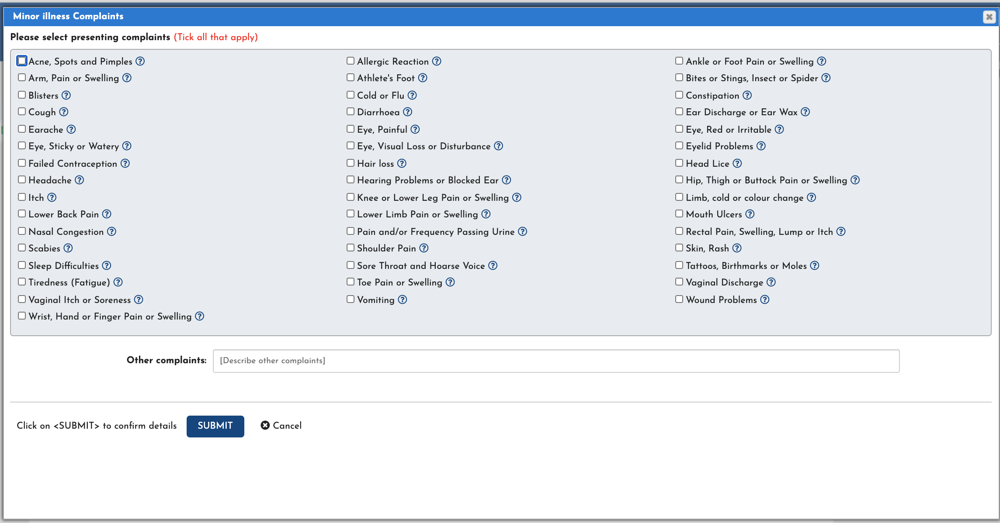 Minor illness Complaints
Please select presenting complaints (Tick all that apply)
Acne, Spots and Pimples
Allergic Reaction
Ankle or Foot Pain or Swelling
Arm, Pain or Swelling
Athlete's Foot
Bites or Stings, Insect or Spider
Blisters
Cold or Flu
Constipation
Cough
Diarrhoea
Ear Discharge or Ear Wax
Earache
Eye, Painful
Eye, Red or Irritable
Eye, Sticky or Watery
Eye, Visual Loss or Disturbance
Eyelid Problems
Failed Contraception
Hair loss
Head Lice
Headache
Hearing Problems or Blocked Ear
Hip, Thigh or Buttock Pain or Swelling
Itch
Knee or Lower Leg Pain or Swelling
Limb, cold or colour change
Lower Back Pain
Lower Limb Pain or Swelling
Mouth Ulcers
Nasal Congestion
Pain and/or Frequency Passing Urine
Rectal Pain, Swelling, Lump or Itch
Scabies
Shoulder Pain
Skin, Rash
Sleep Difficulties
Sore Throat and Hoarse Voice
Tattoos, Birthmarks or Moles
Tiredness (Fatigue)
Toe Pain or Swelling
Vaginal Discharge
Vaginal Itch or Soreness
Vomiting
Wound Problems
Wrist, Hand or Finger Pain or Swelling
Other complaints: [Describe other complaints]
Click on <SUBMIT> to confirm details SUBMIT Cancel